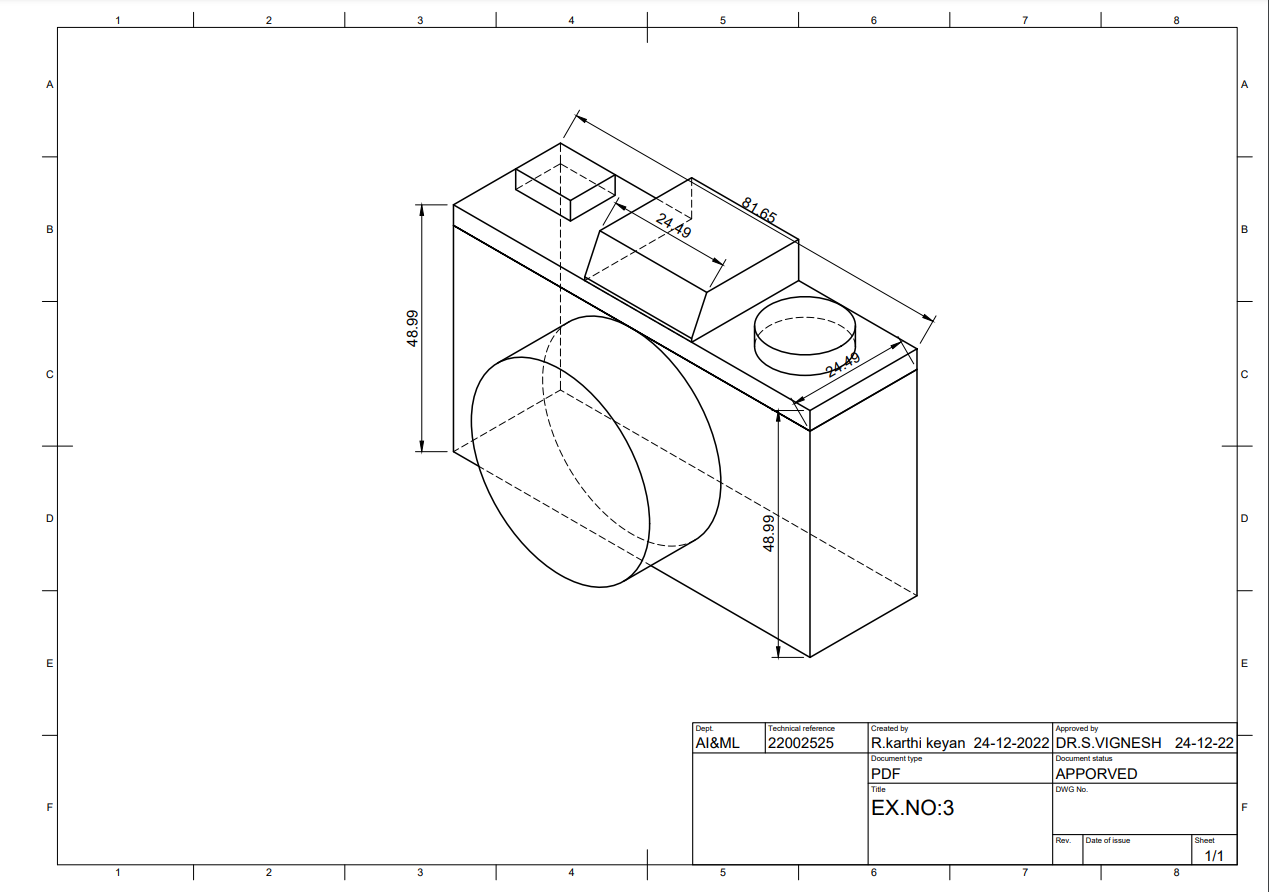 1 2 3 4 5 6 7 8
A A
81.65
24.49
B B
48.99
24.49
C C
48.99
D D
E E
Dept. Technical reference Created by Approved by
AI&ML 22002525 R.karthi keyan 24-12-2022 DR.S.VIGNESH 24-12-22
Document type Document status
PDF APPORVED
Title DWG No.
EX.NO:3
F F
Rev. Date of issue Sheet
1/1
1 2 3 4 5 6 7 8